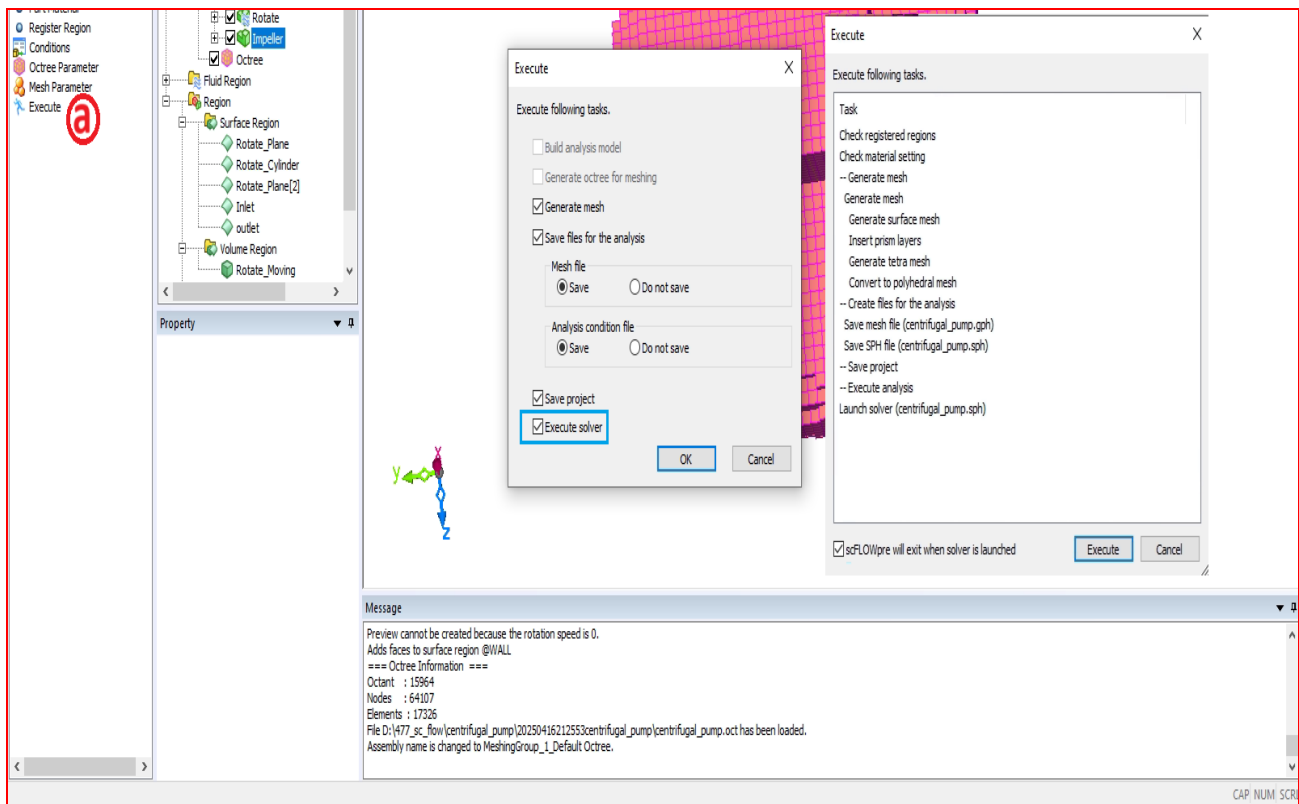 Register Region
Conditions
Octree Parameter
Mesh Parameter
Execute
a
Rotate
Impeller
Octree
Fluid Region
Region
Surface Region
Rotate_Plane
Rotate_Cylinder
Rotate_Plane[2]
Inlet
outlet
Volume Region
Rotate_Moving
Property
Execute
Execute following tasks.
Build analysis model
Generate octree for meshing
Generate mesh
Save files for the analysis
Mesh file
Save Do not save
Analysis condition file
Save Do not save
Save project
Execute solver
OK Cancel
Execute
Execute following tasks.
Task
Check registered regions
Check material setting
-- Generate mesh
Generate mesh
Generate surface mesh
Insert prism layers
Generate tetra mesh
Convert to polyhedral mesh
-- Create files for the analysis
Save mesh file (centrifugal_pump.gph)
Save SPH file (centrifugal_pump.sph)
-- Save project
-- Execute analysis
Launch solver (centrifugal_pump.sph)
scFLOWpre will exit when solver is launched
Execute Cancel
X
Y
Z
Message
Preview cannot be created because the rotation speed is 0.
Adds faces to surface region @WALL
=== Octree Information ===
Octant : 15964
Nodes : 64107
Elements : 17326
File D:\477_sc_flow\centrifugal_pump\20250416212553centrifugal_pump\centrifugal_pump.oct has been loaded.
Assembly name is changed to MeshingGroup_1_Default Octree.
CAP NUM SCRL